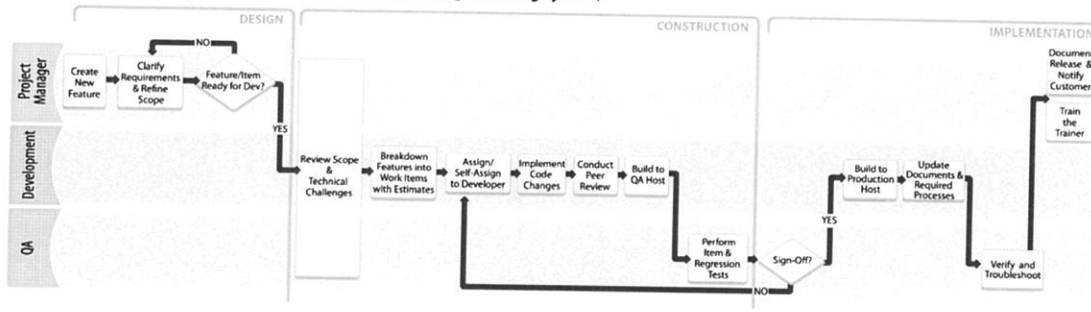 DESIGN
CONSTRUCTION
IMPLEMENTATION
Project
Manager
Create
New
Feature
Clarify
Requirements
& Refine
Scope
NO
Feature/Item
Ready for Dev?
YES
Document
Release &
Notify
Customer
Train
the
Trainer
Development
Review Scope
&
Technical
Challenges
Breakdown
Features into
Work Items
with Estimates
Assign/
Self-Assign
to Developer
Implement
Code
Changes
Conduct
Peer
Review
Build to
QA Host
Build to
Production
Host
Update
Documents &
Required
Processes
YES
QA
Perform
Item &
Regression
Tests
Sign-Off?
NO
Verify and
Troubleshoot